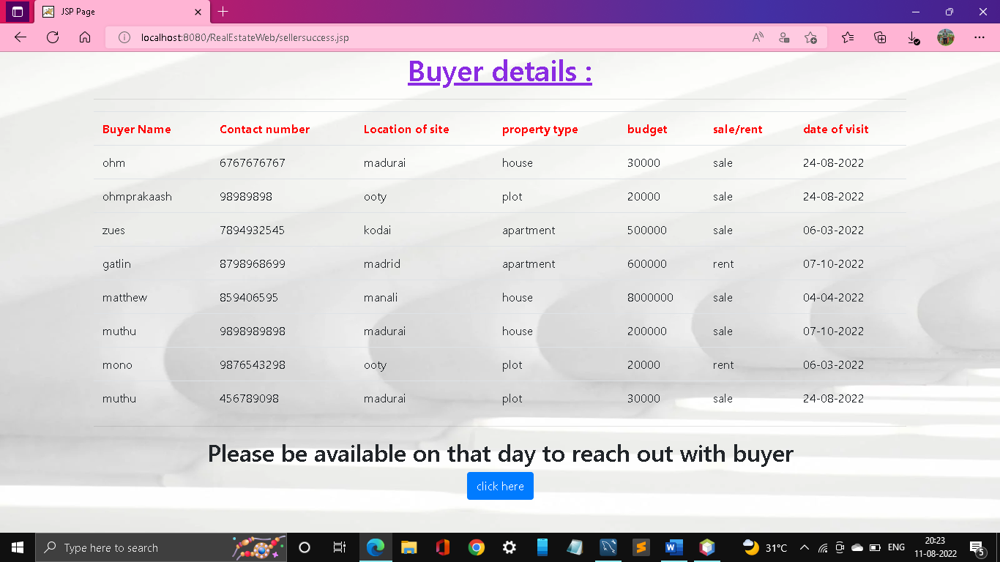 JSP Page
localhost:8080/RealEstateWeb/sellersuccess.jsp
Buyer details :
Buyer Name Contact number Location of site property type budget sale/rent date of visit
ohm 6767676767 madurai house 30000 sale 24-08-2022
ohmprakaash 98989898 ooty plot 20000 sale 24-08-2022
zues 7894932545 kodai apartment 500000 sale 06-03-2022
gatlin 8798968699 madrid apartment 600000 rent 07-10-2022
matthew 859406595 manali house 8000000 sale 04-04-2022
muthu 9898989898 madurai house 200000 sale 07-10-2022
mono 9876543298 ooty plot 20000 rent 06-03-2022
muthu 456789098 madurai plot 30000 sale 24-08-2022
Please be available on that day to reach out with buyer
click here
Type here to search 31°C ENG 20:23
11-08-2022 5